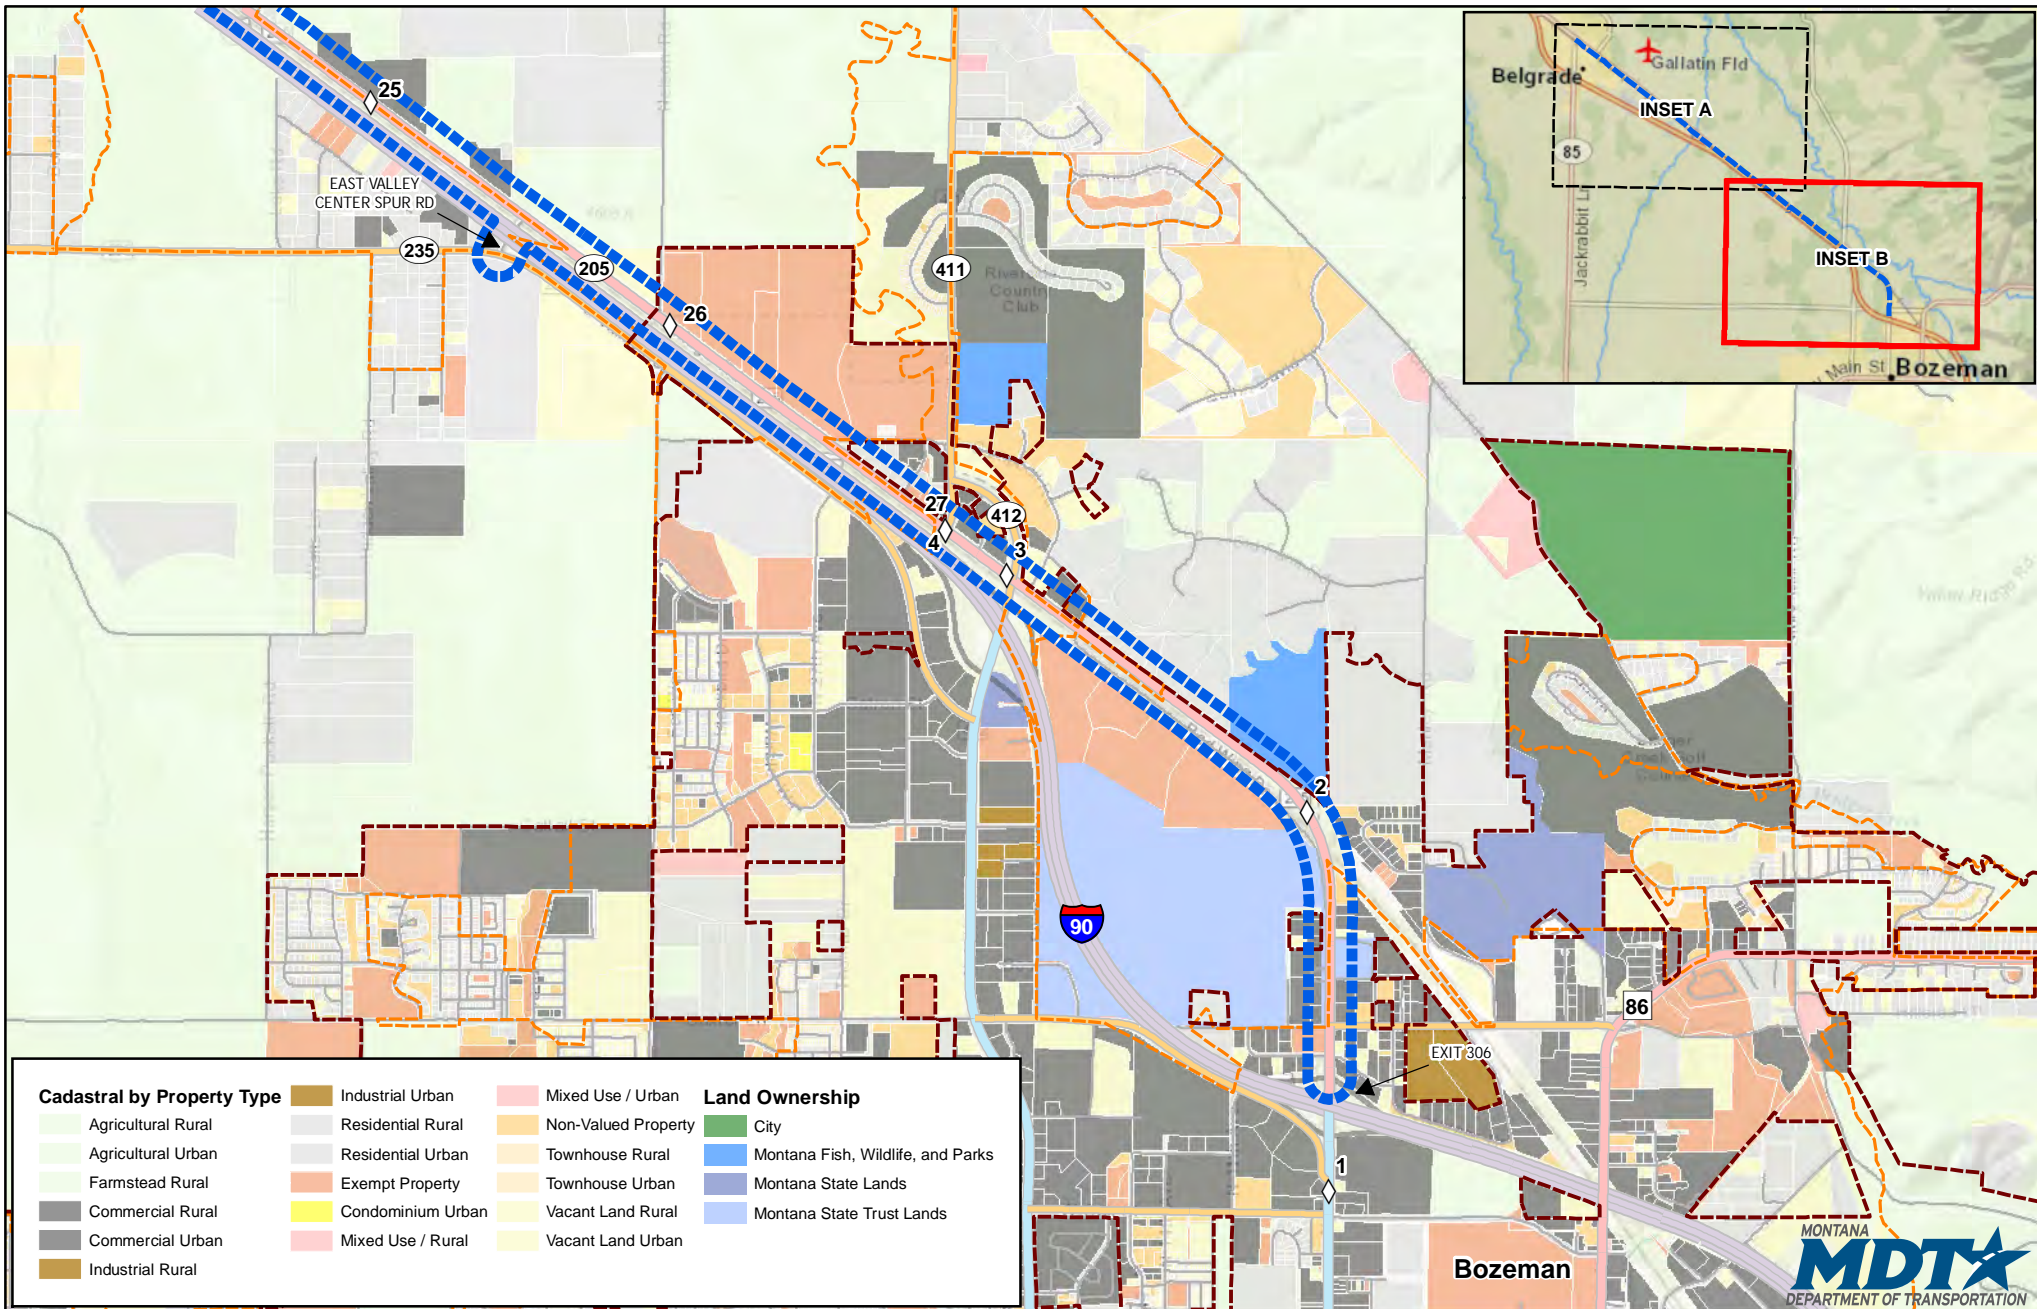 25
EAST VALLEY
CENTER SPUR RD
235
205
26
411
Riverside
Country
Club
27
4
412
3
2
90
86
EXIT 306
1
Bozeman
Belgrade
Gallatin Fld
INSET A
85
Jackrabbit Ln
INSET B
Main St
Bozeman
Cadastral by Property Type
Agricultural Rural
Agricultural Urban
Farmstead Rural
Commercial Rural
Commercial Urban
Industrial Rural
Industrial Urban
Residential Rural
Residential Urban
Exempt Property
Condominium Urban
Mixed Use / Rural
Mixed Use / Urban
Non-Valued Property
Townhouse Rural
Townhouse Urban
Vacant Land Rural
Vacant Land Urban
Land Ownership
City
Montana Fish, Wildlife, and Parks
Montana State Lands
Montana State Trust Lands
MONTANA
MDT
DEPARTMENT OF TRANSPORTATION